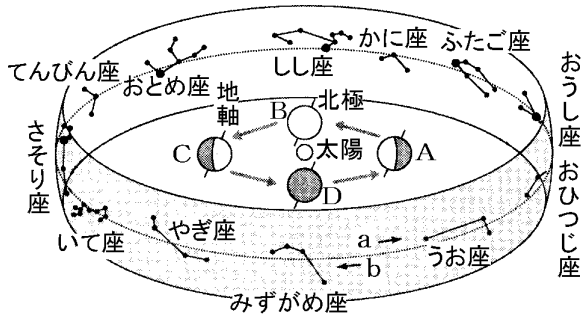 かに座
ふたご座
しし座
おとめ座
てんびん座
おうし座
地軸
北極
B
C
太陽
A
D
さそり座
おひつじ座
いて座
やぎ座
a
b
うお座
みずがめ座